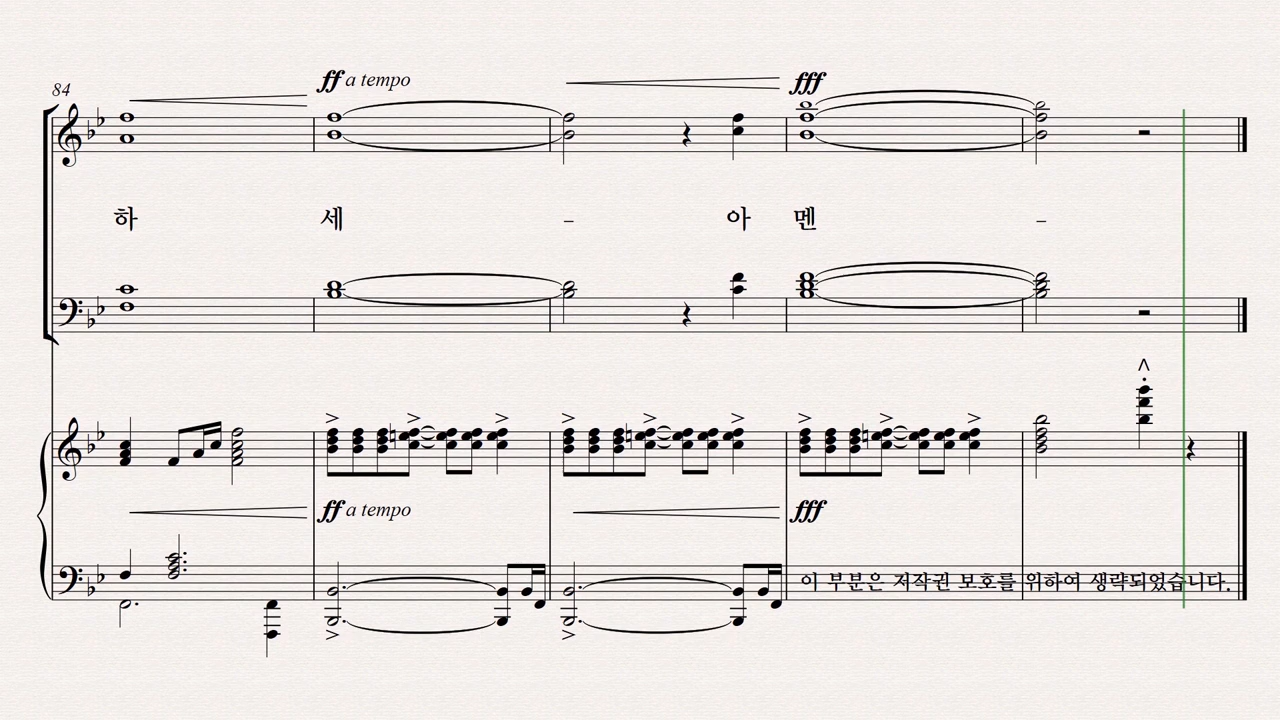 84
ff a tempo
fff
하 세 – 아 멘 –
ff a tempo
fff
이 부분은 저작권 보호를 위하여 생략되었습니다.